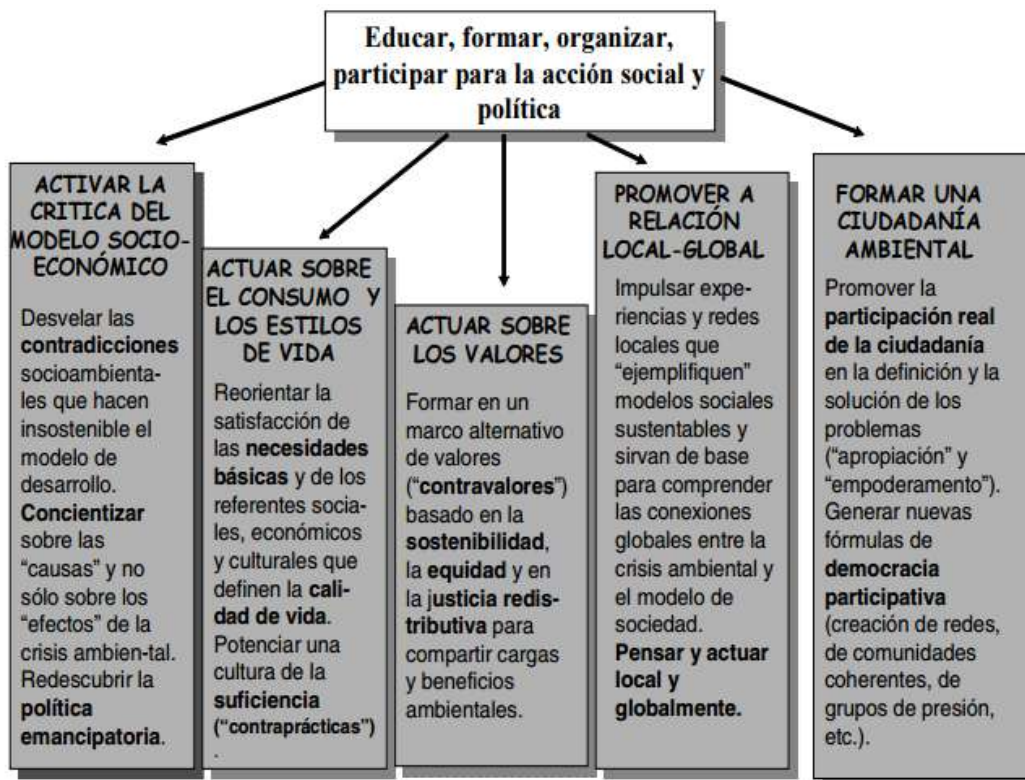 Educar, formar, organizar,
participar para la acción social y
política
ACTIVAR LA
CRITICA DEL
MODELO SOCIO-
ECONÓMICO
Desvelar las
contradicciones
socioambienta-
les que hacen
insostenible el
modelo de
desarrollo.
Concientizar
sobre las
“causas” y no
sólo sobre los
“efectos” de la
crisis ambien-tal.
Redescubrir la
política
emancipatoria.
ACTUAR SOBRE
EL CONSUMO Y
LOS ESTILOS
DE VIDA
Reorientar la
satisfacción de
las necesidades
básicas y de los
referentes socia-
les, económicos
y culturales que
definen la cali-
dad de vida.
Potenciar una
cultura de la
suficiencia
(“contraprácticas”)
.
ACTUAR SOBRE
LOS VALORES
Formar en un
marco alternativo
de valores
(“contravalores”)
basado en la
sostenibilidad,
la equidad y en
la justicia redis-
tributiva para
compartir cargas
y beneficios
ambientales.
PROMOVER A
RELACIÓN
LOCAL-GLOBAL
Impulsar expe-
riencias y redes
locales que
“ejemplifiquen”
modelos sociales
sustentables y
sirvan de base
para comprender
las conexiones
globales entre la
crisis ambiental y
el modelo de
sociedad.
Pensar y actuar
local y
globalmente.
FORMAR UNA
CIUDADANÍA
AMBIENTAL
Promover la
participación real
de la ciudadanía
en la definición y la
solución de los
problemas
(“apropiación” y
“empoderamento”).
Generar nuevas
fórmulas de
democracia
participativa
(creación de redes,
de comunidades
coherentes, de
grupos de presión,
etc.).